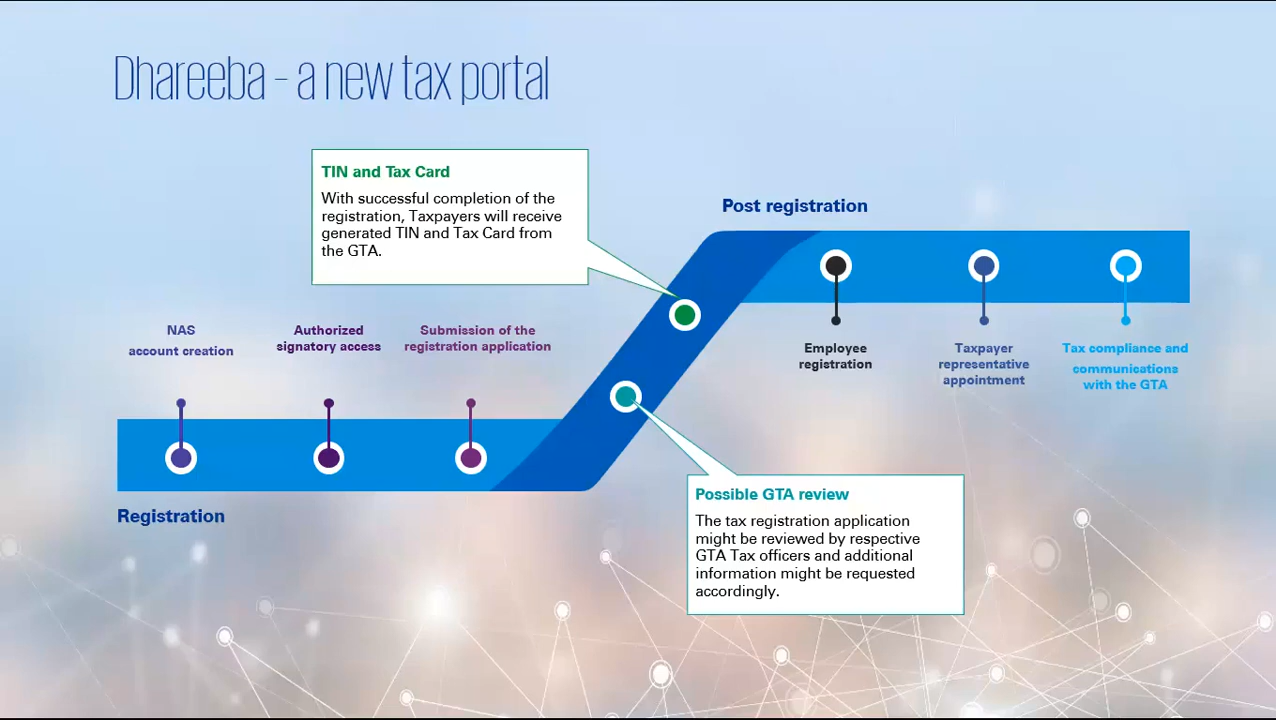 Dhareeba - a new tax portal
TIN and Tax Card
With successful completion of the
registration, Taxpayers will receive
generated TIN and Tax Card from
the GTA.
Post registration
NAS
account creation
Authorized
signatory access
Submission of the
registration application
Employee
registration
Taxpayer
representative
appointment
Tax compliance and
communications
with the GTA
Registration
Possible GTA review
The tax registration application
might be reviewed by respective
GTA Tax officers and additional
information might be requested
accordingly.